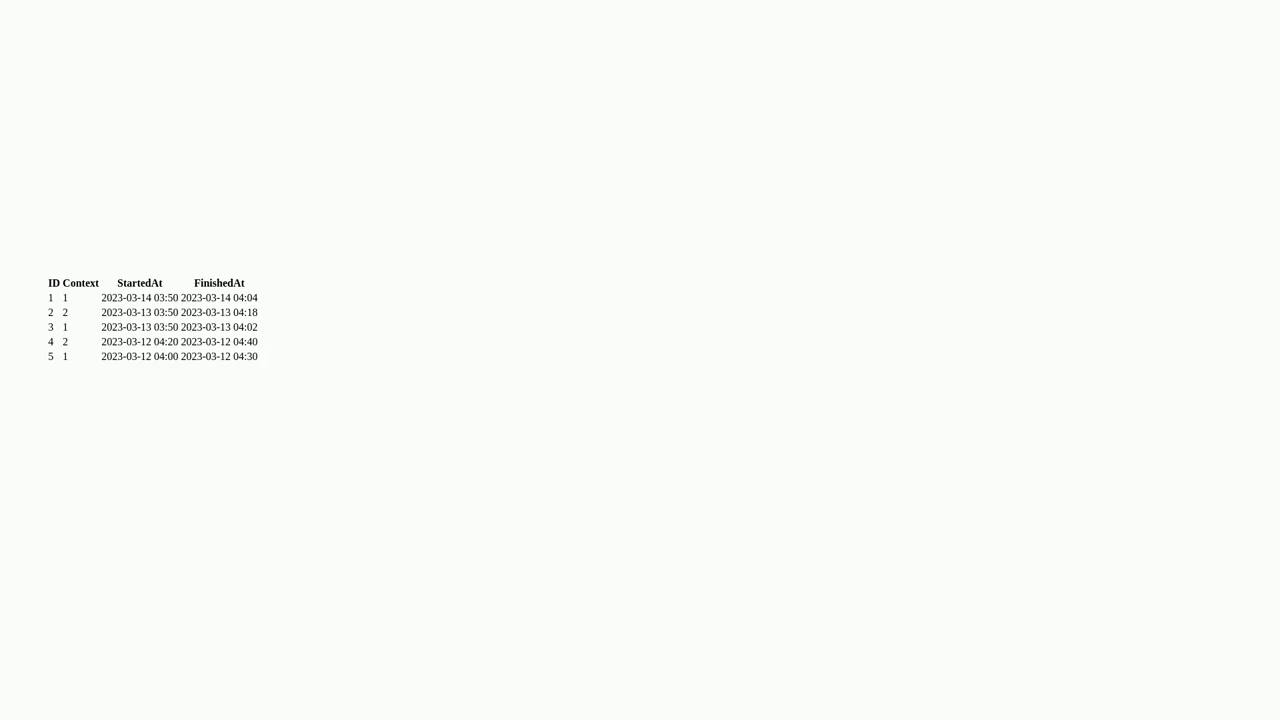 ID Context StartedAt FinishedAt
1 1 2023-03-14 03:50 2023-03-14 04:04
2 2 2023-03-13 03:50 2023-03-13 04:18
3 1 2023-03-13 03:50 2023-03-13 04:02
4 2 2023-03-12 04:20 2023-03-12 04:40
5 1 2023-03-12 04:00 2023-03-12 04:30